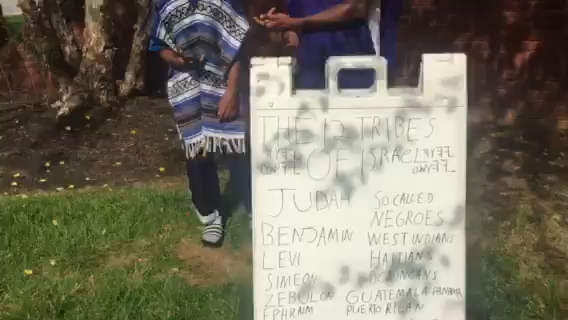 THE 12 TRIBES
OF ISRAEL
JUDAH SO CALLED
NEGROES
BENJAMIN WEST INDIANS
LEVI HAITIANS
SIMEON DOMINICANS
ZEBULON GUATEMALA PANAMA
EPHRAIM PUERTO RICAN